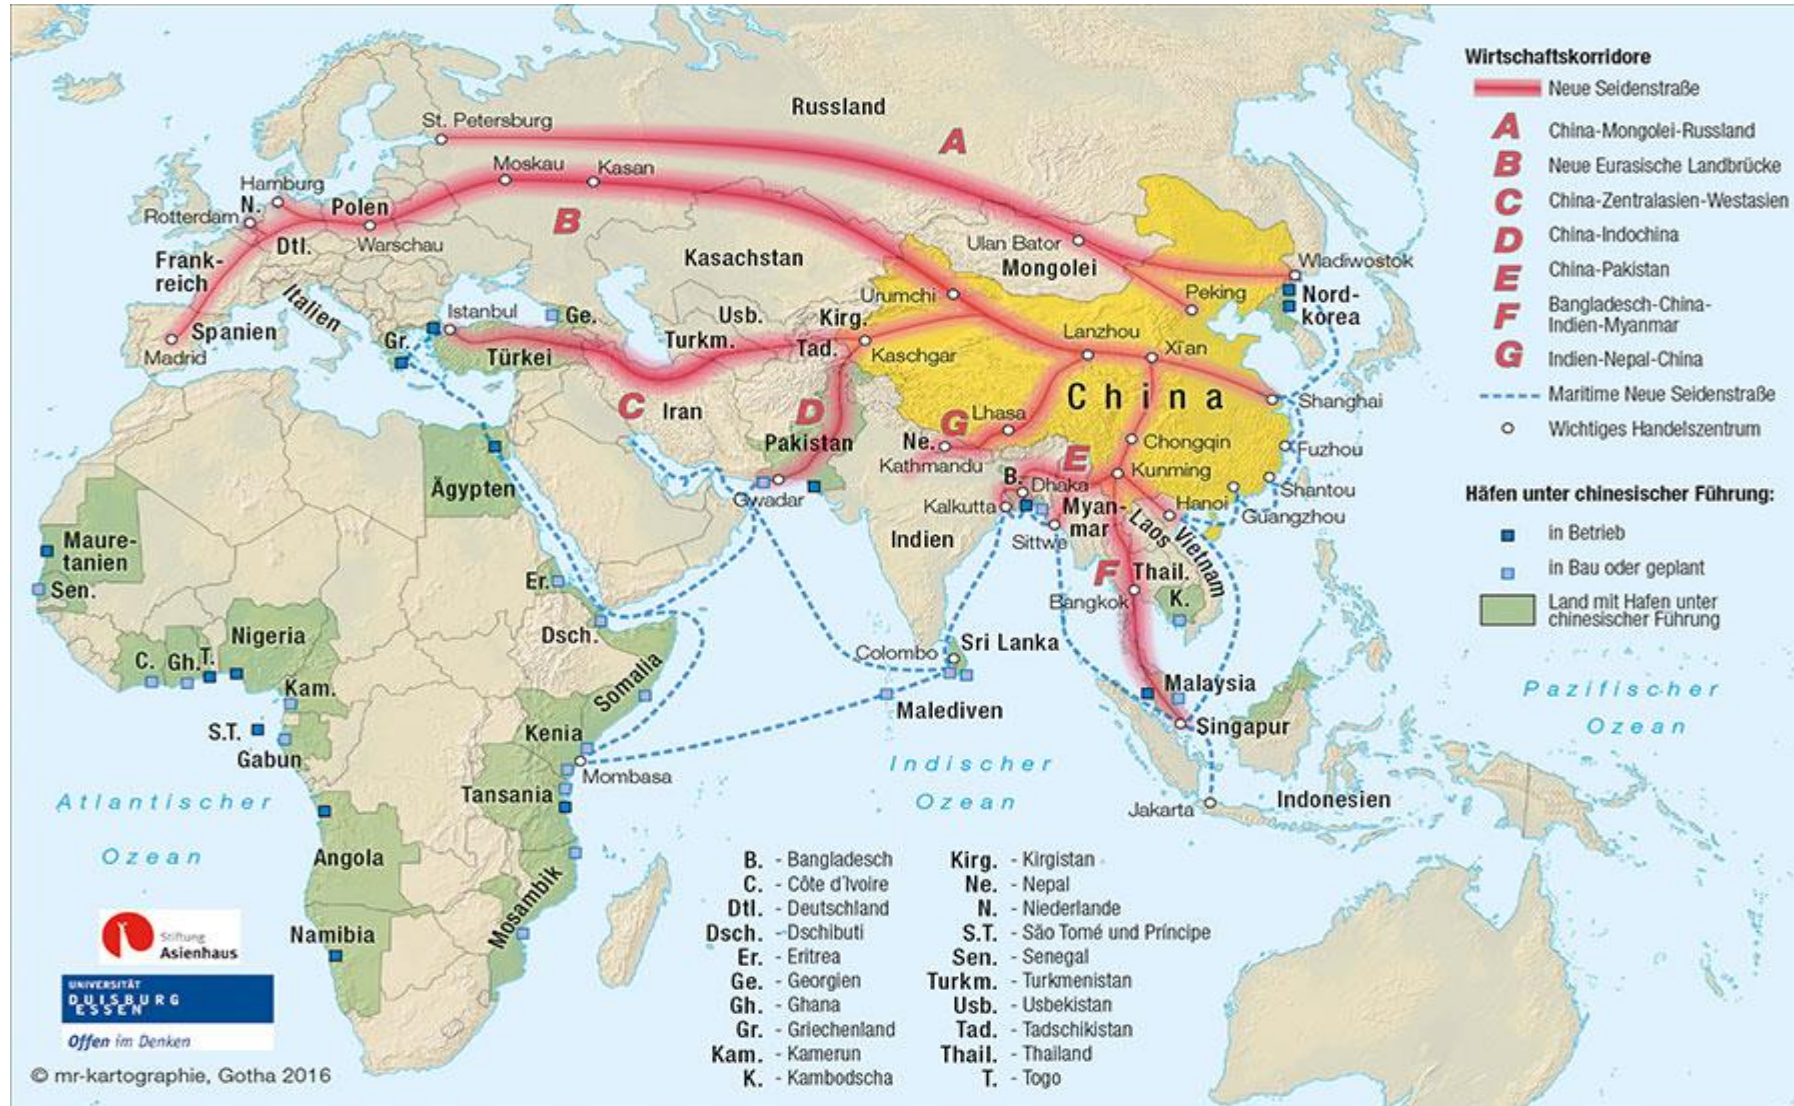 Wirtschaftskorridore
Neue Seidenstraße
A China-Mongolei-Russland
B Neue Eurasische Landbrücke
C China-Zentralasien-Westasien
D China-Indochina
E China-Pakistan
F Bangladesch-China-
Indien-Myanmar
G Indien-Nepal-China
Maritime Neue Seidenstraße
Wichtiges Handelszentrum
Häfen unter chinesischer Führung:
in Betrieb
in Bau oder geplant
Land mit Hafen unter
chinesischer Führung
Russland
A
St. Petersburg
Moskau
Kasan
Hamburg
N.
Rotterdam
Polen
Warschau
Dtl.
B
Frank-
reich
Italien
Spanien
Madrid
Kasachstan
Ulan Bator
Mongolei
Wladiwostok
Nord-
korea
Peking
Urumchi
Istanbul
Ge.
Usb.
Kirg.
Gr.
Türkei
Turkm.
Tad.
Kaschgar
Lanzhou
Xi'an
China
Shanghai
C
Iran
D
Pakistan
Lhasa
G
Ne.
Kathmandu
Chongqin
Fuzhou
E
Kunming
Gwadar
B.
Dhaka
Kalkutta
Hanoi
Shantou
Guangzhou
Myan-
mar
Laos
Vietnam
Sittwe
Indien
F
Thail.
Bangkok
K.
Ägypten
Maure-
tanien
Sen.
Er.
Dsch.
Nigeria
C.
Gh.
T.
Kam.
S.T.
Gabun
Somalia
Kenia
Mombasa
Tansania
Colombo
Sri Lanka
Malediven
Malaysia
Singapur
Jakarta
Indonesien
Pazifischer
Ozean
Indischer
Ozean
Atlantischer
Ozean
Angola
Namibia
Mosambik
B. - Bangladesch
C. - Côte d´Ivoire
Dtl. - Deutschland
Dsch. - Dschibuti
Er. - Eritrea
Ge. - Georgien
Gh. - Ghana
Gr. - Griechenland
Kam. - Kamerun
K. - Kambodscha
Kirg. - Kirgistan
Ne. - Nepal
N. - Niederlande
S.T. - São Tomé und Príncipe
Sen. - Senegal
Turkm. - Turkmenistan
Usb. - Usbekistan
Tad. - Tadschikistan
Thail. - Thailand
T. - Togo
Stiftung
Asienhaus
UNIVERSITÄT
DUISBURG
ESSEN
Offen im Denken
© mr-kartographie, Gotha 2016